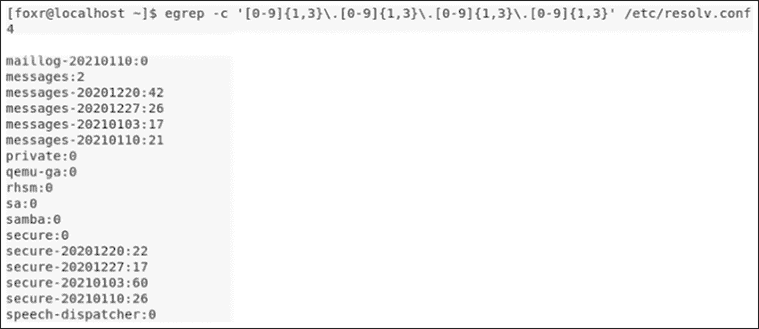 [foxr@localhost ~]$ egrep -c '[0-9]{1,3}\.[0-9]{1,3}\.[0-9]{1,3}\.[0-9]{1,3}' /etc/resolv.conf
4
maillog-20210110:0
messages:2
messages-20201220:42
messages-20201227:26
messages-20210103:17
messages-20210110:21
private:0
qemu-ga:0
rhsm:0
sa:0
samba:0
secure:0
secure-20201220:22
secure-20201227:17
secure-20210103:60
secure-20210110:26
speech-dispatcher:0